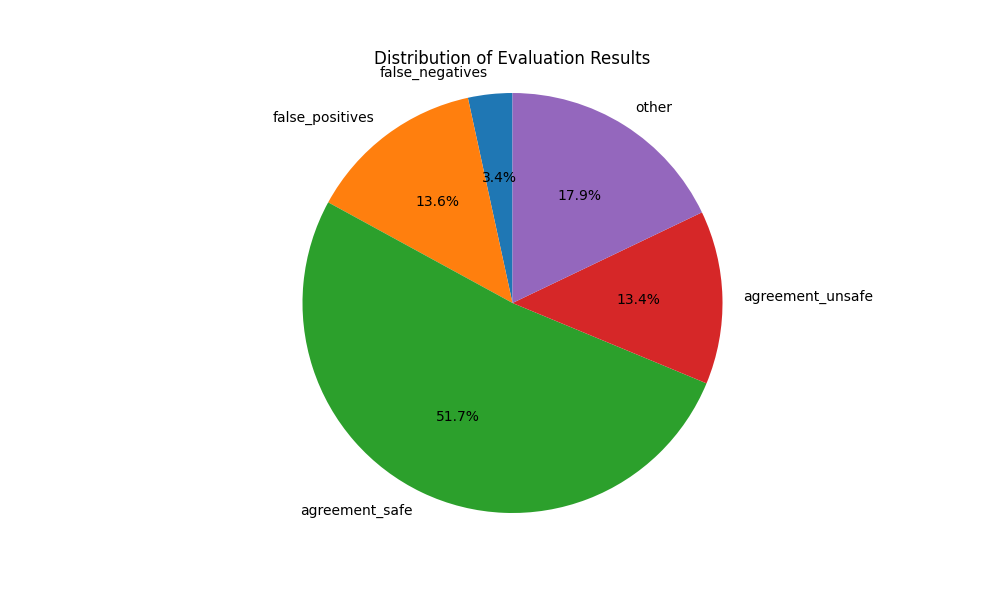 Distribution of Evaluation Results
false_negatives
other
false_positives
3.4%
17.9%
13.6%
agreement_unsafe
13.4%
51.7%
agreement_safe